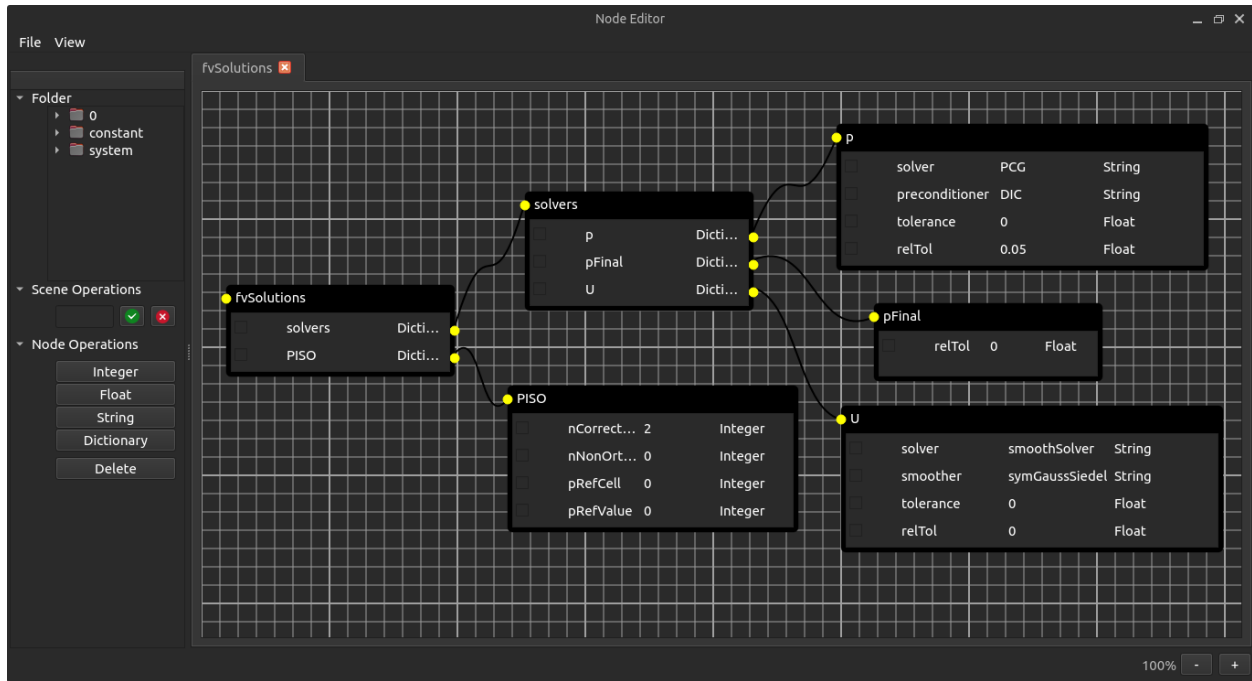 Node Editor
File View
fvSolutions
Folder
0
constant
system
Scene Operations
Node Operations
Integer
Float
String
Dictionary
Delete
fvSolutions
solvers Dicti...
PISO Dicti...
solvers
p Dicti...
pFinal Dicti...
U Dicti...
PISO
nCorrect... 2 Integer
nNonOrt... 0 Integer
pRefCell 0 Integer
pRefValue 0 Integer
p
solver PCG String
preconditioner DIC String
tolerance 0 Float
relTol 0.05 Float
pFinal
relTol 0 Float
U
solver smoothSolver String
smoother symGaussSiedel String
tolerance 0 Float
relTol 0 Float
100% - +